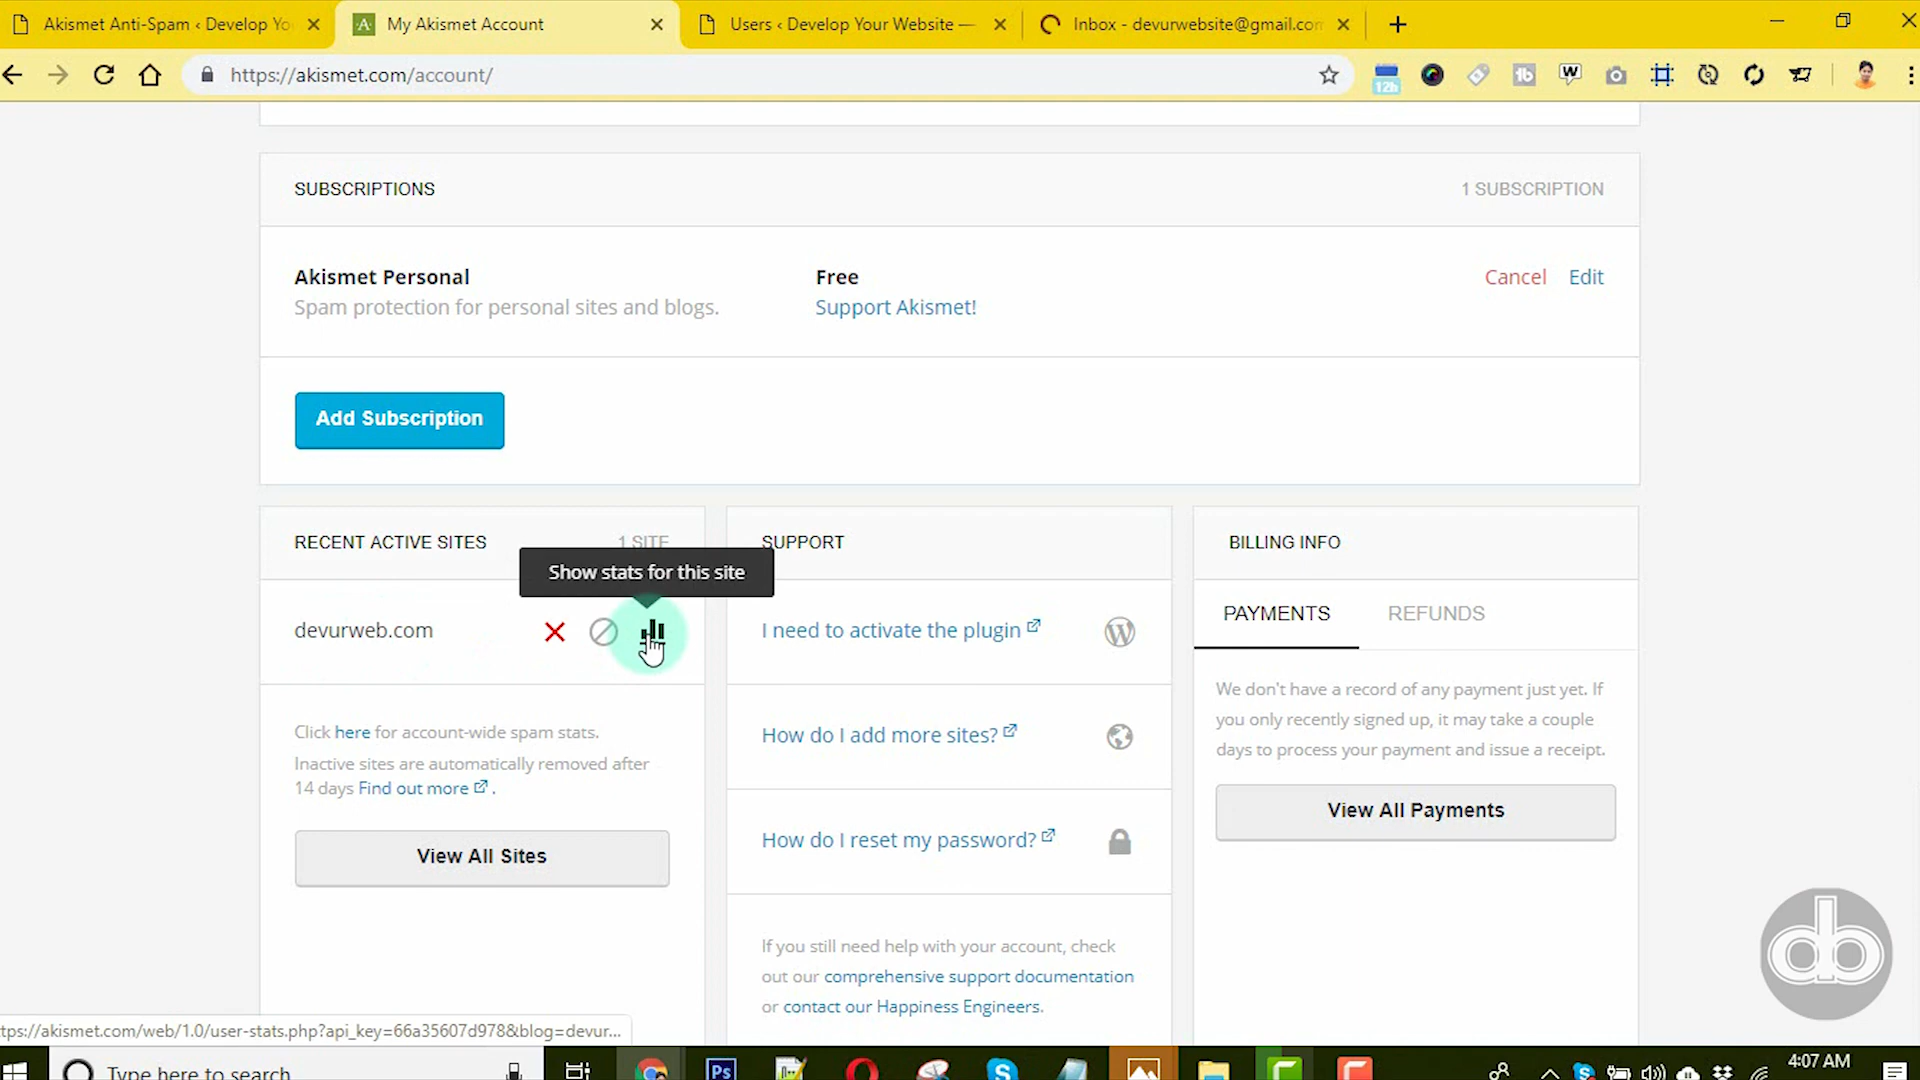 Akismet Anti-Spam ‹ Develop Yo
My Akismet Account
Users ‹ Develop Your Website —
Inbox - devurwebsite@gmail.com
https://akismet.com/account/
12h
SUBSCRIPTIONS
1 SUBSCRIPTION
Akismet Personal
Free
Cancel Edit
Spam protection for personal sites and blogs.
Support Akismet!
Add Subscription
RECENT ACTIVE SITES
1 SITE
Show stats for this site
devurweb.com
Click here for account-wide spam stats.
Inactive sites are automatically removed after
14 days Find out more .
View All Sites
SUPPORT
I need to activate the plugin
How do I add more sites?
How do I reset my password?
If you still need help with your account, check
out our comprehensive support documentation
or contact our Happiness Engineers.
BILLING INFO
PAYMENTS
REFUNDS
We don't have a record of any payment just yet. If
you only recently signed up, it may take a couple
days to process your payment and issue a receipt.
View All Payments
db
ttps://akismet.com/web/1.0/user-stats.php?api_key=66a35607d978&blog=devur...
Type here to search
Ps
4:07 AM